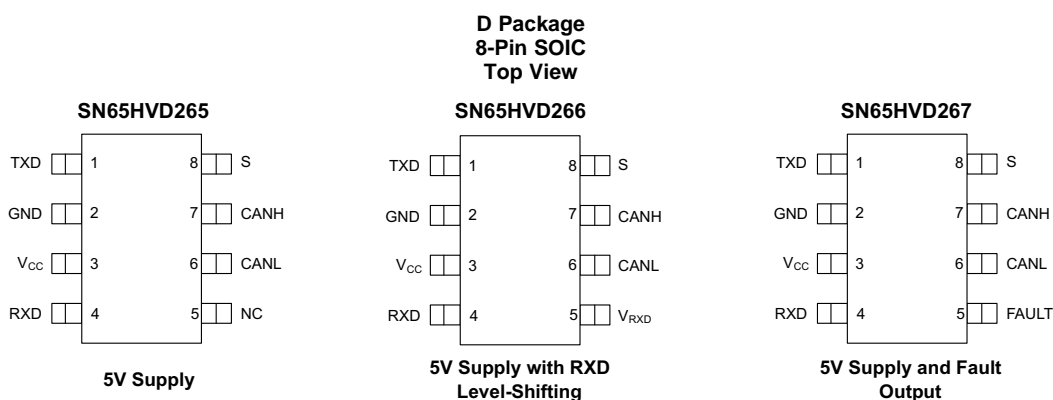 D Package
8-Pin SOIC
Top View
SN65HVD265
TXD 1 8 S
GND 2 7 CANH
VCC 3 6 CANL
RXD 4 5 NC
5V Supply
SN65HVD266
TXD 1 8 S
GND 2 7 CANH
VCC 3 6 CANL
RXD 4 5 VRXD
5V Supply with RXD
Level-Shifting
SN65HVD267
TXD 1 8 S
GND 2 7 CANH
VCC 3 6 CANL
RXD 4 5 FAULT
5V Supply and Fault
Output